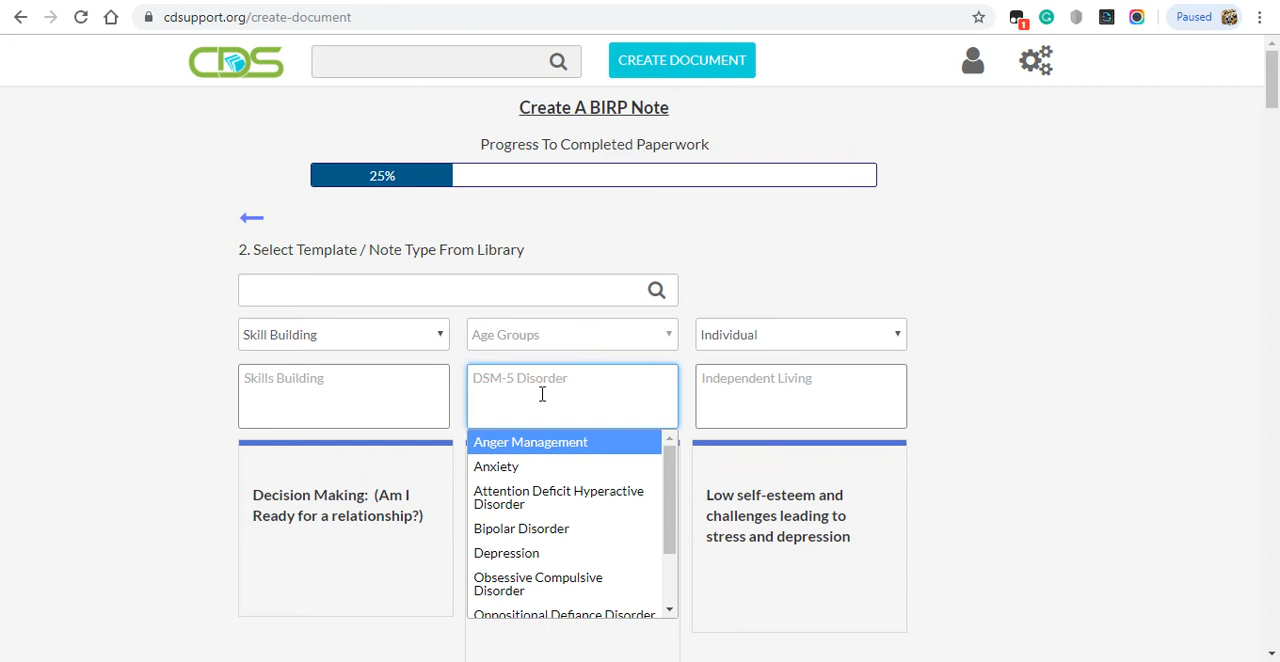 cdsupport.org/create-document
1
Paused
CDS
CREATE DOCUMENT
Create A BIRP Note
Progress To Completed Paperwork
25%
2. Select Template / Note Type From Library
Skill Building
Age Groups
Individual
Skills Building
DSM-5 Disorder
Independent Living
Anger Management
Anxiety
Attention Deficit Hyperactive
Disorder
Bipolar Disorder
Depression
Obsessive Compulsive
Disorder
Oppositional Defiance Disorder
Decision Making: (Am I
Ready for a relationship?)
Low self-esteem and
challenges leading to
stress and depression